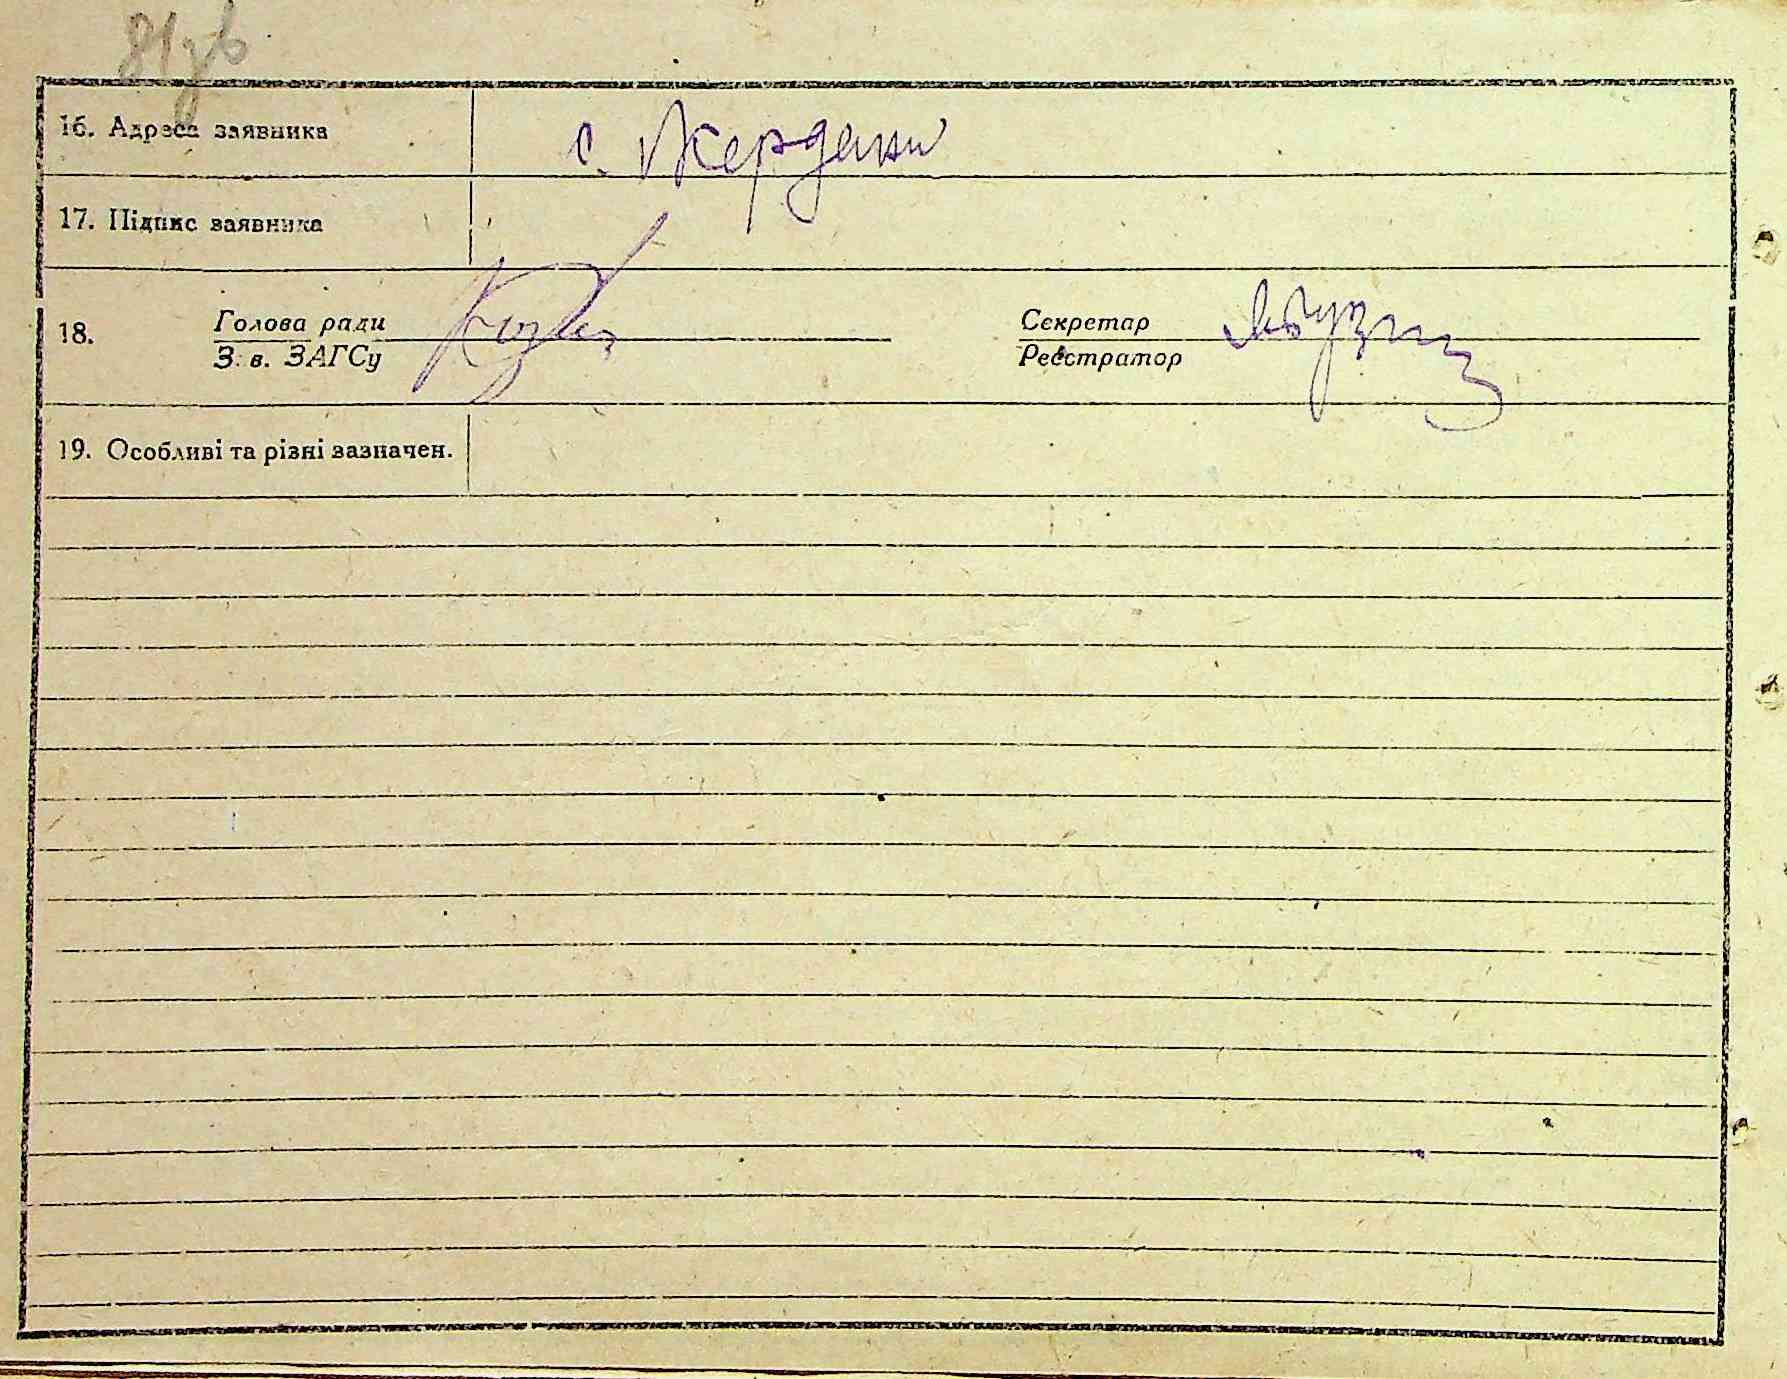 81зв
16. Адреса заявника с. Жердени
17. Підпис заявника
18. Голова ради Секретар
З. в. ЗАГСу Реєстратор
19. Особливі та різні зазначен.